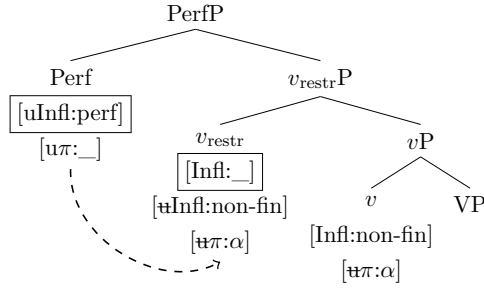 PerfP
Perf
v_restrP
[uInfl:perf]
[uπ:_]
v_restr
vP
[Infl:_]
[uInfl:non-fin]
[uπ:α]
v
VP
[Infl:non-fin]
[uπ:α]